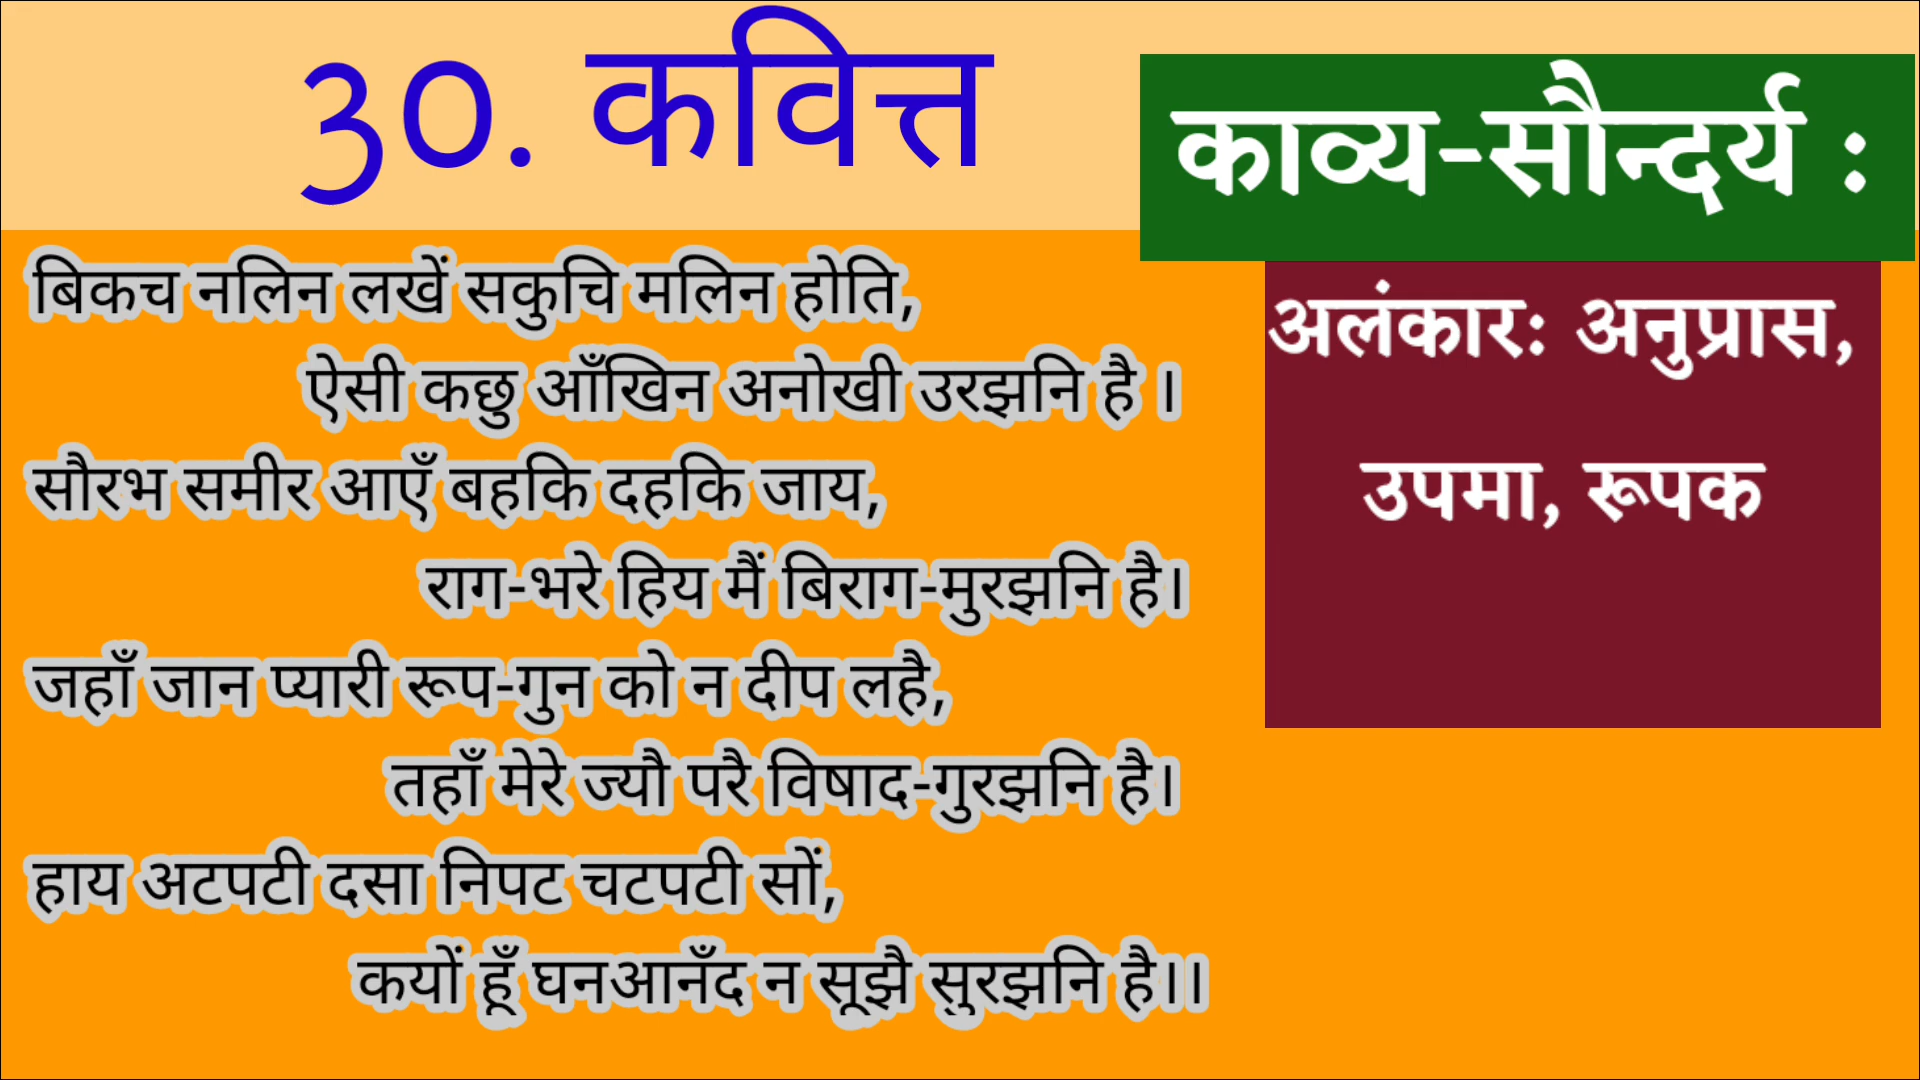 30. कवित्त
काव्य-सौन्दर्य :
बिकच नलिन लखें सकुचि मलिन होति,
ऐसी कछु आँखिन अनोखी उरझनि है ।
सौरभ समीर आएँ बहकि दहकि जाय,
राग-भरे हिय मैं बिराग-मुरझनि है।
जहाँ जान प्यारी रूप-गुन को न दीप लहै,
तहाँ मेरे ज्यौ परै विषाद-गुरझनि है।
हाय अटपटी दसा निपट चटपटी सों,
कयों हूँ घनआनँद न सूझै सुरझनि है।।
अलंकार: अनुप्रास,
उपमा, रूपक